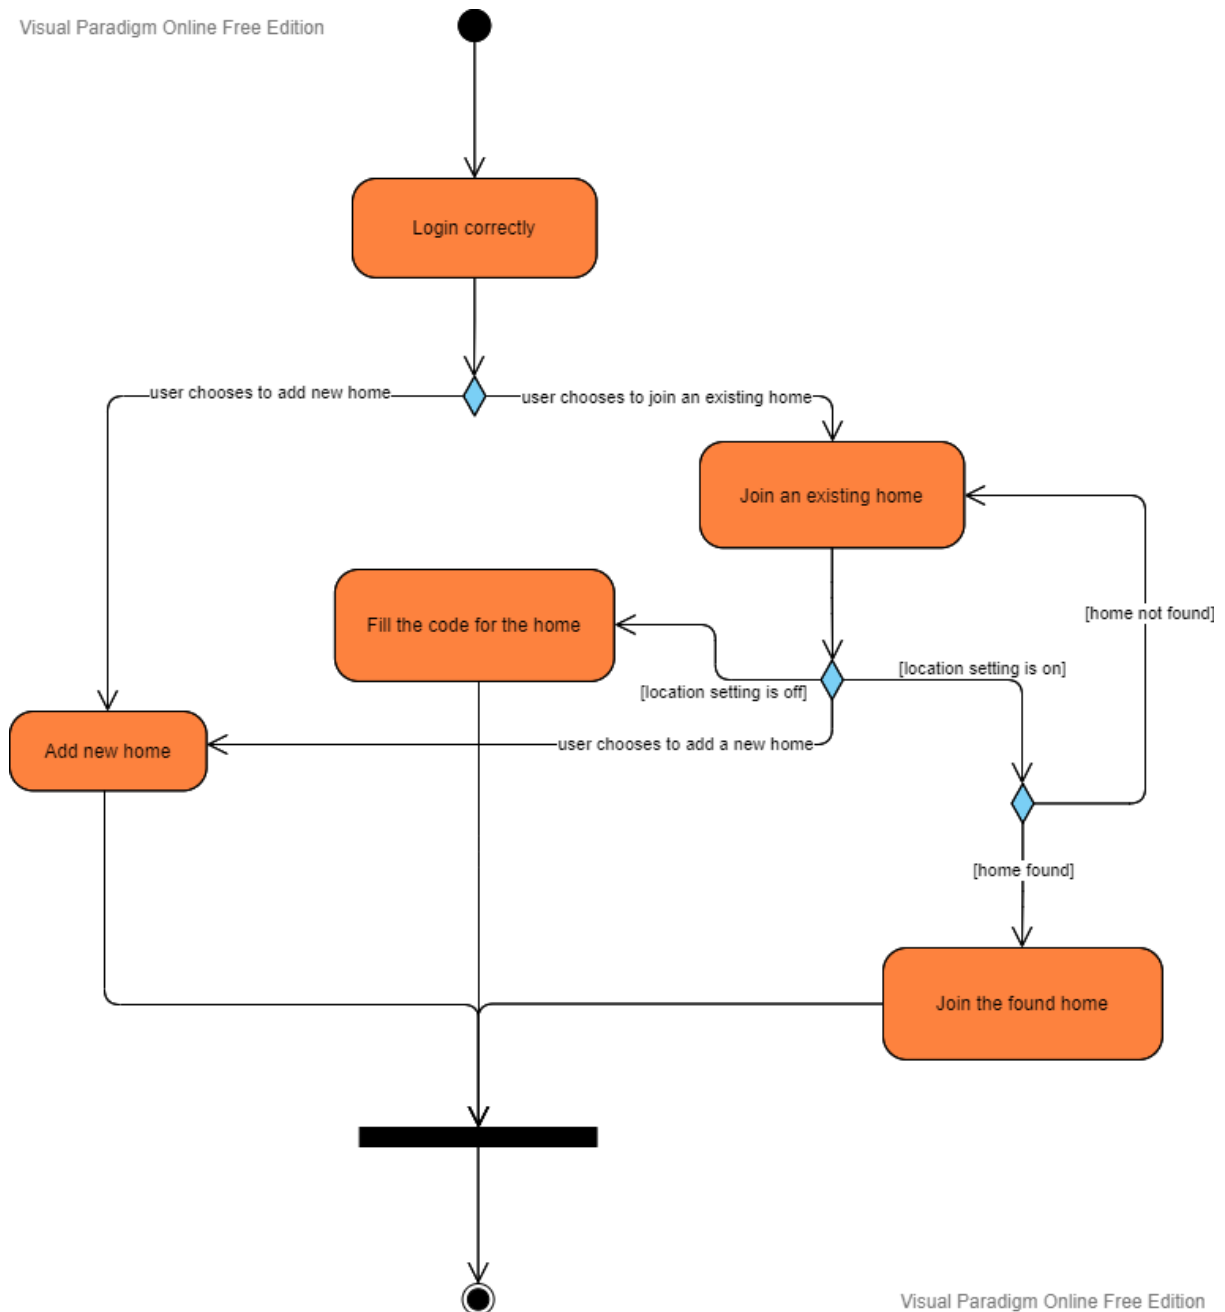 Visual Paradigm Online Free Edition
Login correctly
user chooses to add new home
user chooses to join an existing home
Join an existing home
Fill the code for the home
[home not found]
[location setting is on]
[location setting is off]
Add new home
user chooses to add a new home
[home found]
Join the found home
Visual Paradigm Online Free Edition